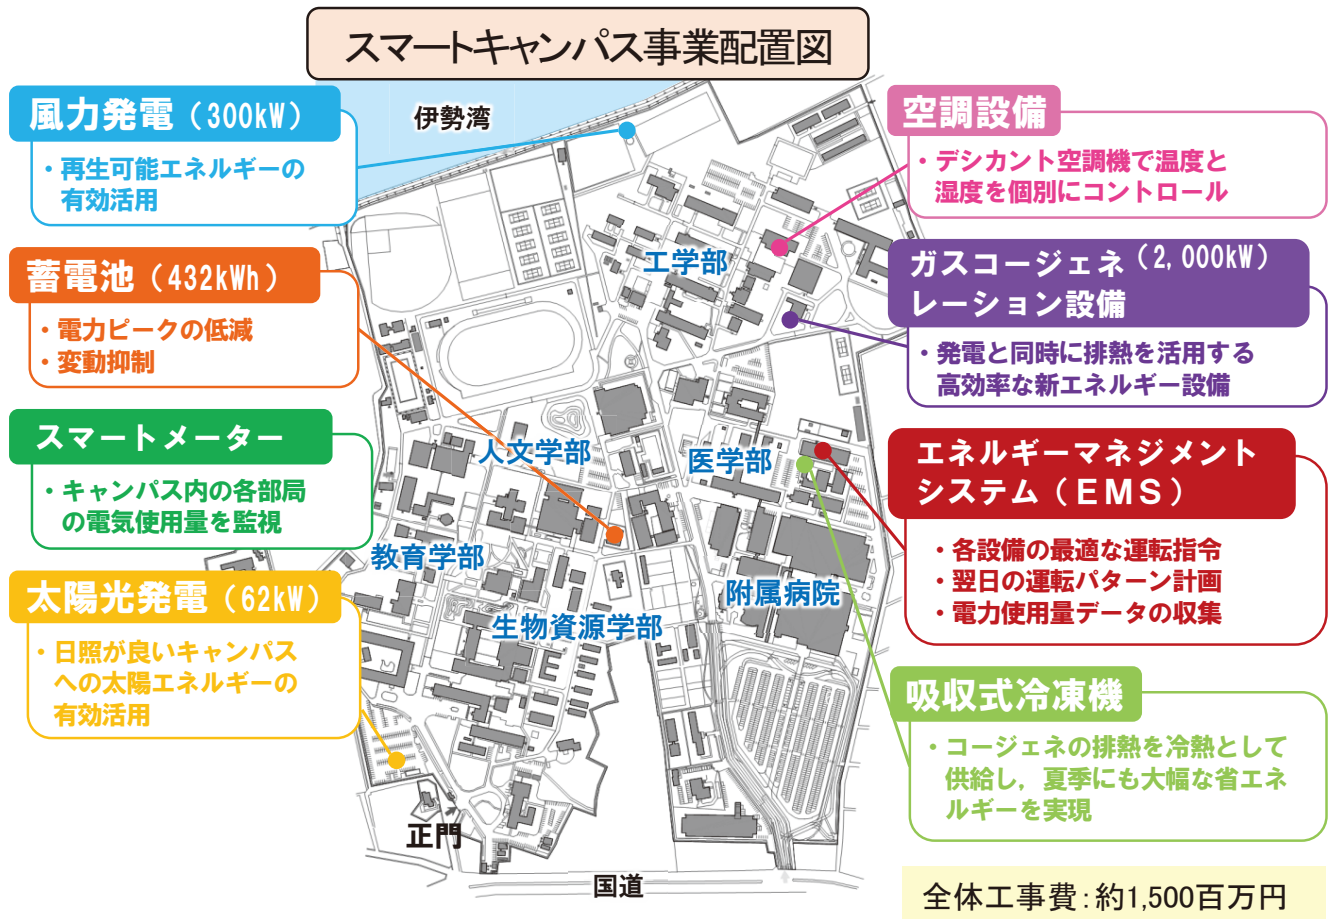 スマートキャンパス事業配置図
伊勢湾
風力発電（300kW）
・再生可能エネルギーの
有効活用
蓄電池（432kWh）
・電力ピークの低減
・変動抑制
スマートメーター
・キャンパス内の各部局
の電気使用量を監視
太陽光発電（62kW）
・日照が良いキャンパス
への太陽エネルギーの
有効活用
工学部
人文学部
医学部
教育学部
附属病院
生物資源学部
正門
国道
空調設備
・デシカント空調機で温度と
湿度を個別にコントロール
ガスコージェネ（2,000kW）
レーション設備
・発電と同時に排熱を活用する
高効率な新エネルギー設備
エネルギーマネジメント
システム（EMS）
・各設備の最適な運転指令
・翌日の運転パターン計画
・電力使用量データの収集
吸収式冷凍機
・コージェネの排熱を冷熱として
供給し，夏季にも大幅な省エネ
ルギーを実現
全体工事費：約1,500百万円